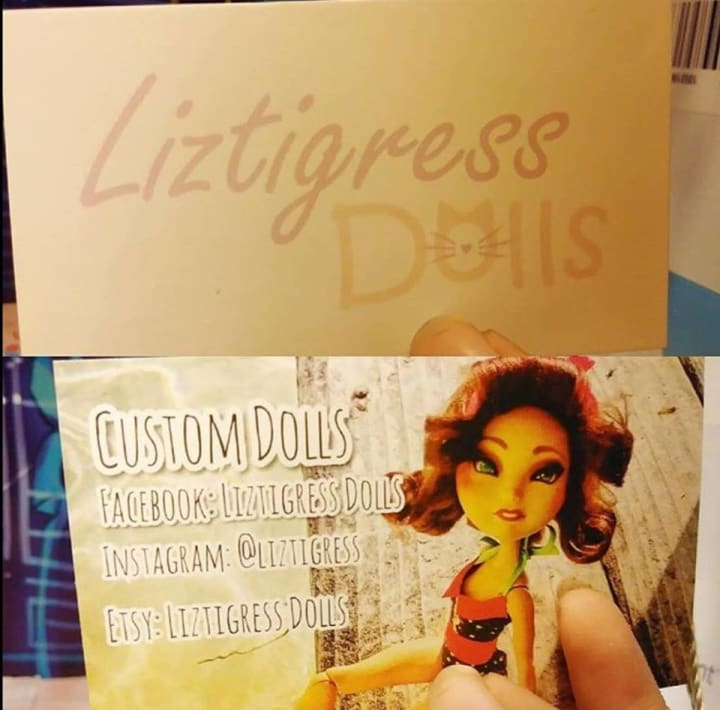 Liztigress
Dolls
Custom Dolls
Facebook: Liztigress Dolls
Instagram: @liztigress
Etsy: Liztigress Dolls